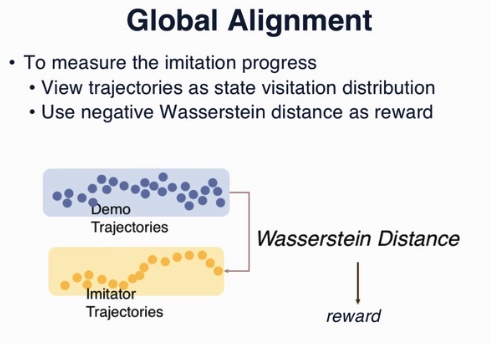 Global Alignment
• To measure the imitation progress
• View trajectories as state visitation distribution
• Use negative Wasserstein distance as reward
Demo
Trajectories
Wasserstein Distance
Imitator
Trajectories
reward